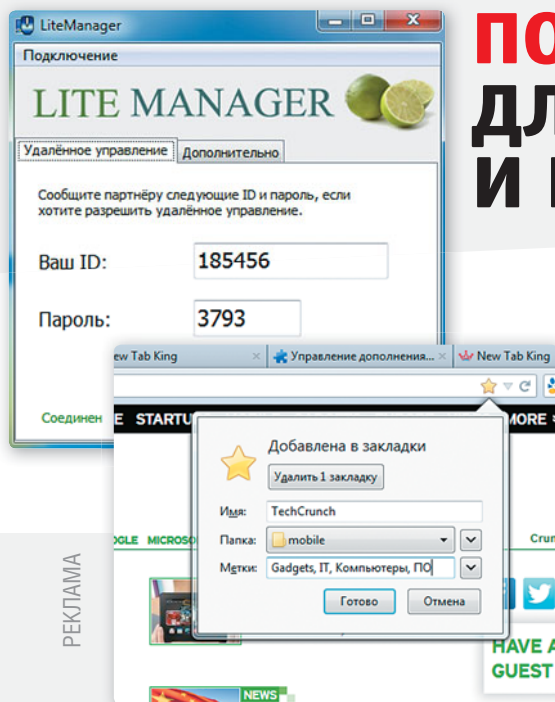 LiteManager
Подключение
LITE MANAGER
Удалённое управление Дополнительно
Сообщите партнёру следующие ID и пароль, если
хотите разрешить удалённое управление.
Ваш ID: 185456
Пароль: 3793
Соединен
ПО
ДЛ
И
ew Tab King Управление дополнения... New Tab King
E STARTU MORE
Добавлена в закладки
Удалить 1 закладку
Имя: TechCrunch
Папка: mobile
Метки: Gadgets, IT, Компьютеры, ПО
Готово Отмена
OGLE MICROSO Crun
HAVE A
GUEST
NEWS
РЕКЛАМА